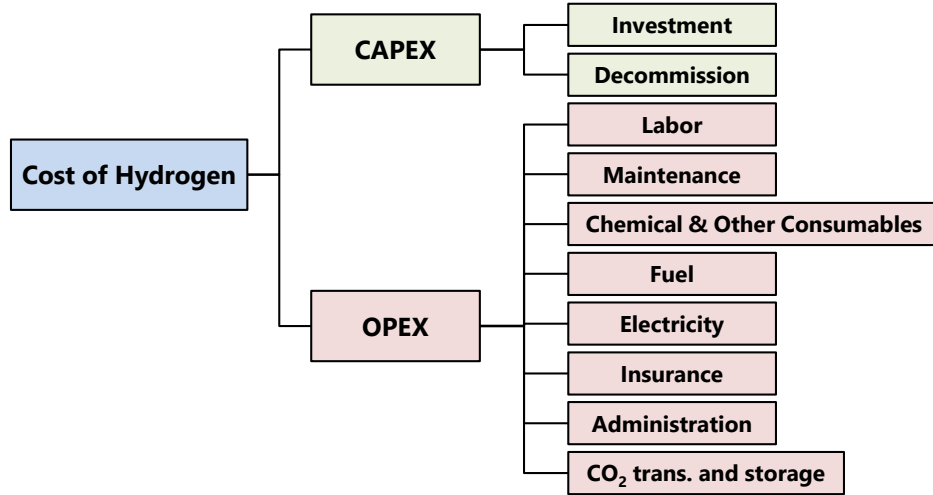 Cost of Hydrogen
CAPEX
Investment
Decommission
OPEX
Labor
Maintenance
Chemical & Other Consumables
Fuel
Electricity
Insurance
Administration
CO₂ trans. and storage